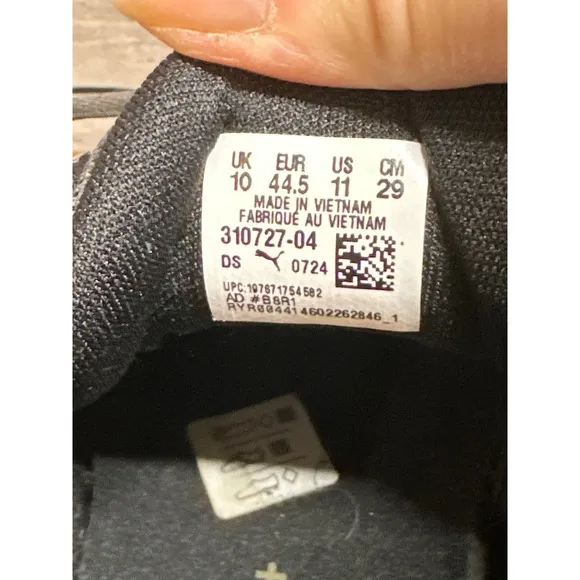 UK EUR US CM
10 44.5 11 29
MADE IN VIETNAM
FABRIQUÉ AU VIETNAM
310727-04
DS 0724
UPC:197671754582
AD #B8R1
RYR004414602262846_1